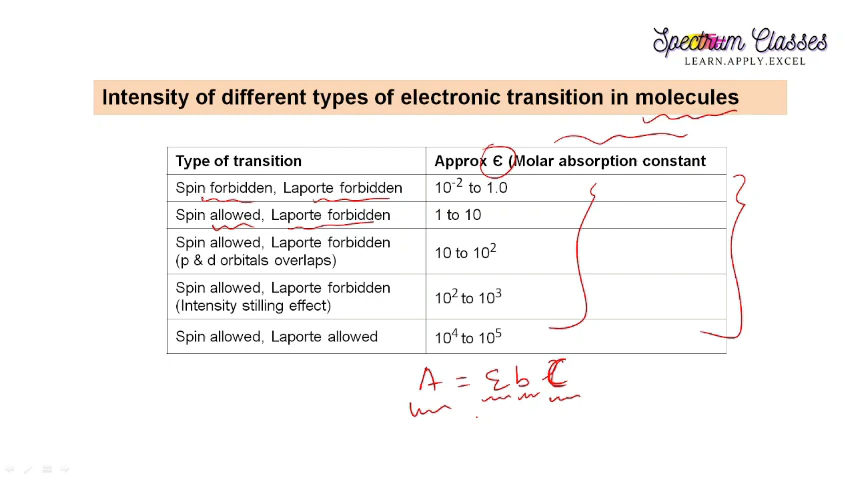 Spectrum Classes
LEARN.APPLY.EXCEL
Intensity of different types of electronic transition in molecules
Type of transition
Approx Є (Molar absorption constant
Spin forbidden, Laporte forbidden
10⁻² to 1.0
Spin allowed, Laporte forbidden
1 to 10
Spin allowed, Laporte forbidden
(p & d orbitals overlaps)
10 to 10²
Spin allowed, Laporte forbidden
(Intensity stilling effect)
10² to 10³
Spin allowed, Laporte allowed
10⁴ to 10⁵
A = Ɛ b C